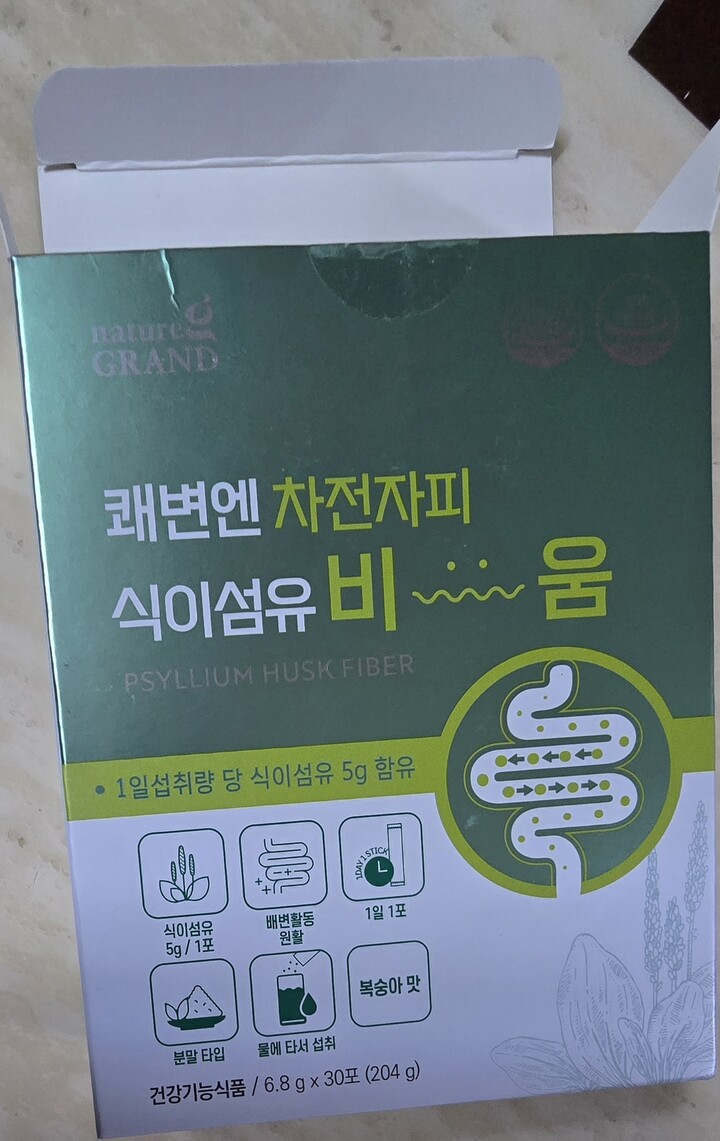 nature
GRAND
쾌변엔 차전자피
식이섬유 비움
PSYLLIUM HUSK FIBER
• 1일섭취량 당 식이섬유 5g 함유
식이섬유
5g / 1포
배변활동
원활
1DAY 1STICK
1일 1포
분말 타입
물에 타서 섭취
복숭아 맛
건강기능식품 / 6.8 g x 30포 (204 g)